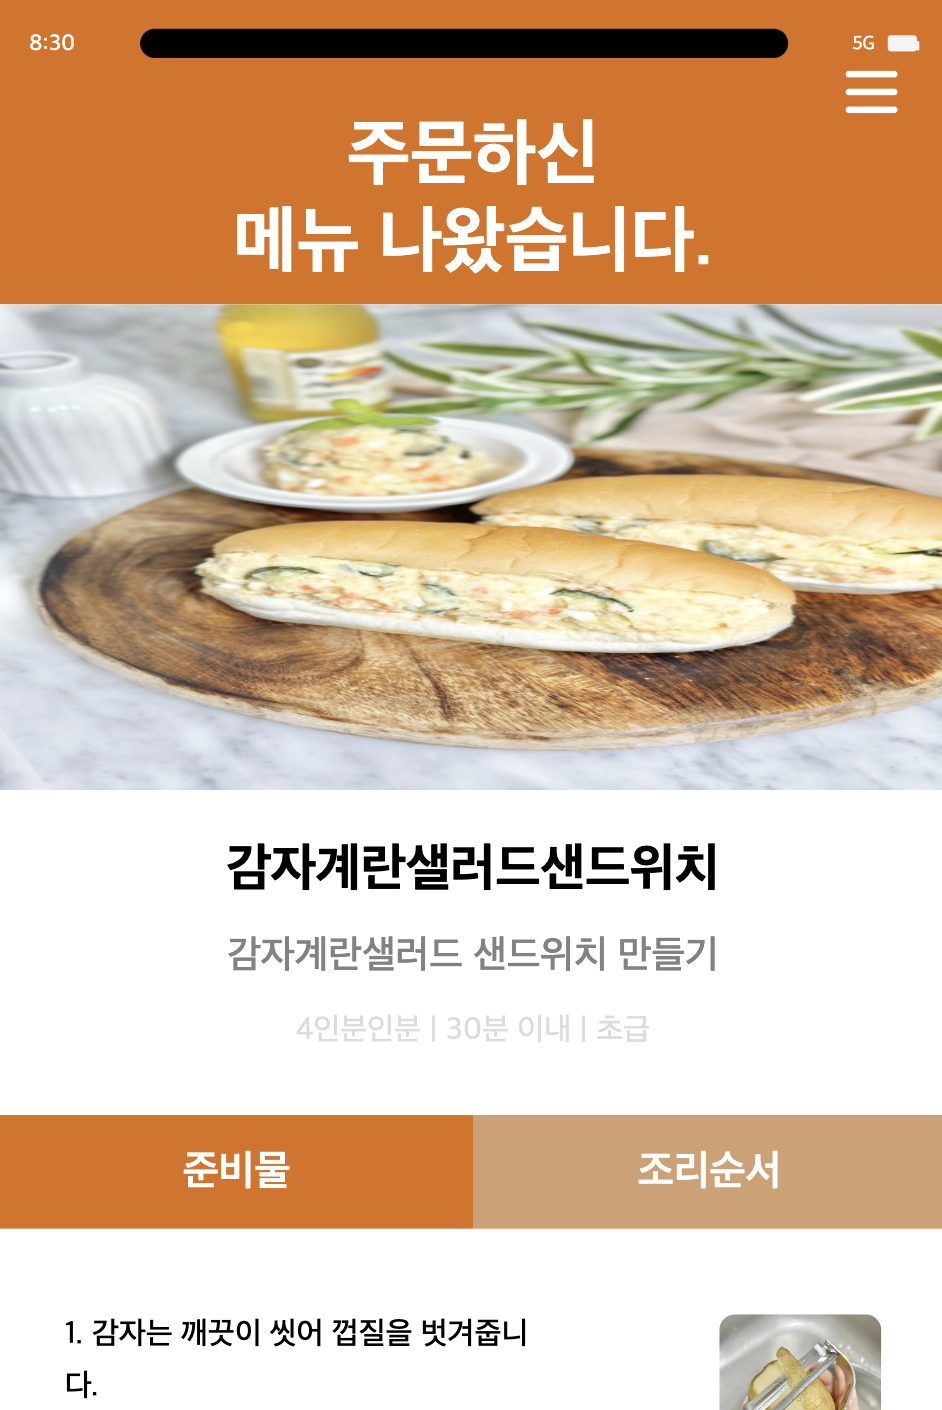 8:30
5G
주문하신
메뉴 나왔습니다.
감자계란샐러드샌드위치
감자계란샐러드 샌드위치 만들기
4인분인분 | 30분 이내 | 초급
준비물
조리순서
1. 감자는 깨끗이 씻어 껍질을 벗겨줍니
다.